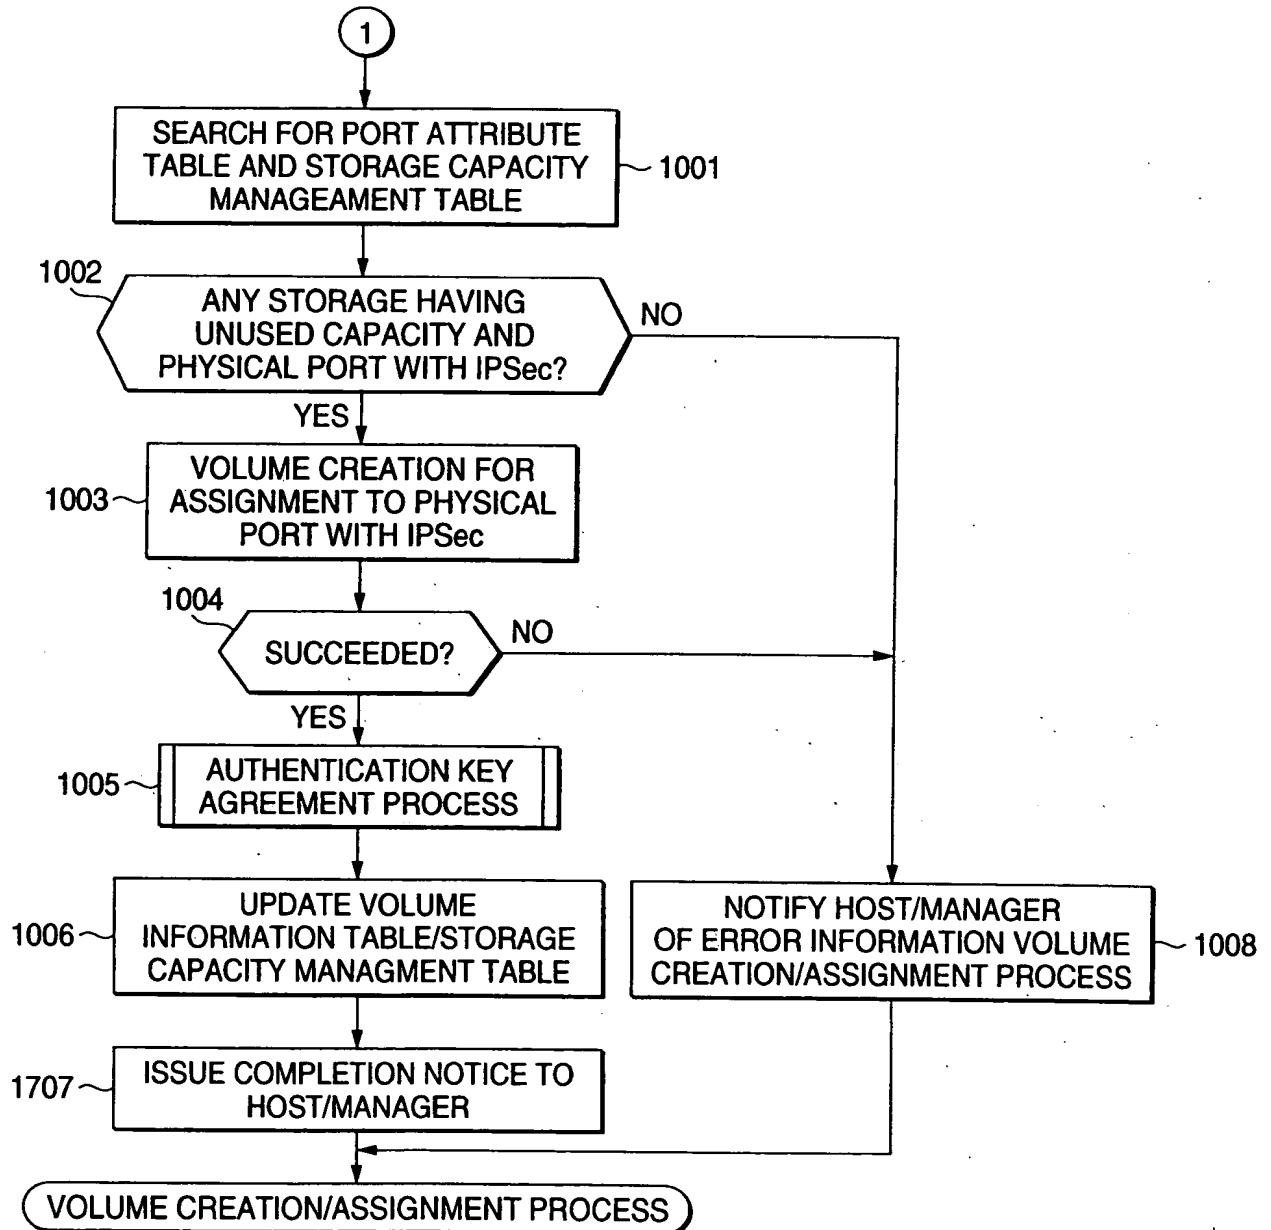 1
SEARCH FOR PORT ATTRIBUTE
TABLE AND STORAGE CAPACITY
MANAGEAMENT TABLE
1001
1002
ANY STORAGE HAVING
UNUSED CAPACITY AND
PHYSICAL PORT WITH IPSec?
NO
YES
VOLUME CREATION FOR
ASSIGNMENT TO PHYSICAL
PORT WITH IPSec
1003
1004
SUCCEEDED?
NO
YES
1005
AUTHENTICATION KEY
AGREEMENT PROCESS
1006
UPDATE VOLUME
INFORMATION TABLE/STORAGE
CAPACITY MANAGMENT TABLE
NOTIFY HOST/MANAGER
OF ERROR INFORMATION VOLUME
CREATION/ASSIGNMENT PROCESS
1008
1707
ISSUE COMPLETION NOTICE TO
HOST/MANAGER
VOLUME CREATION/ASSIGNMENT PROCESS